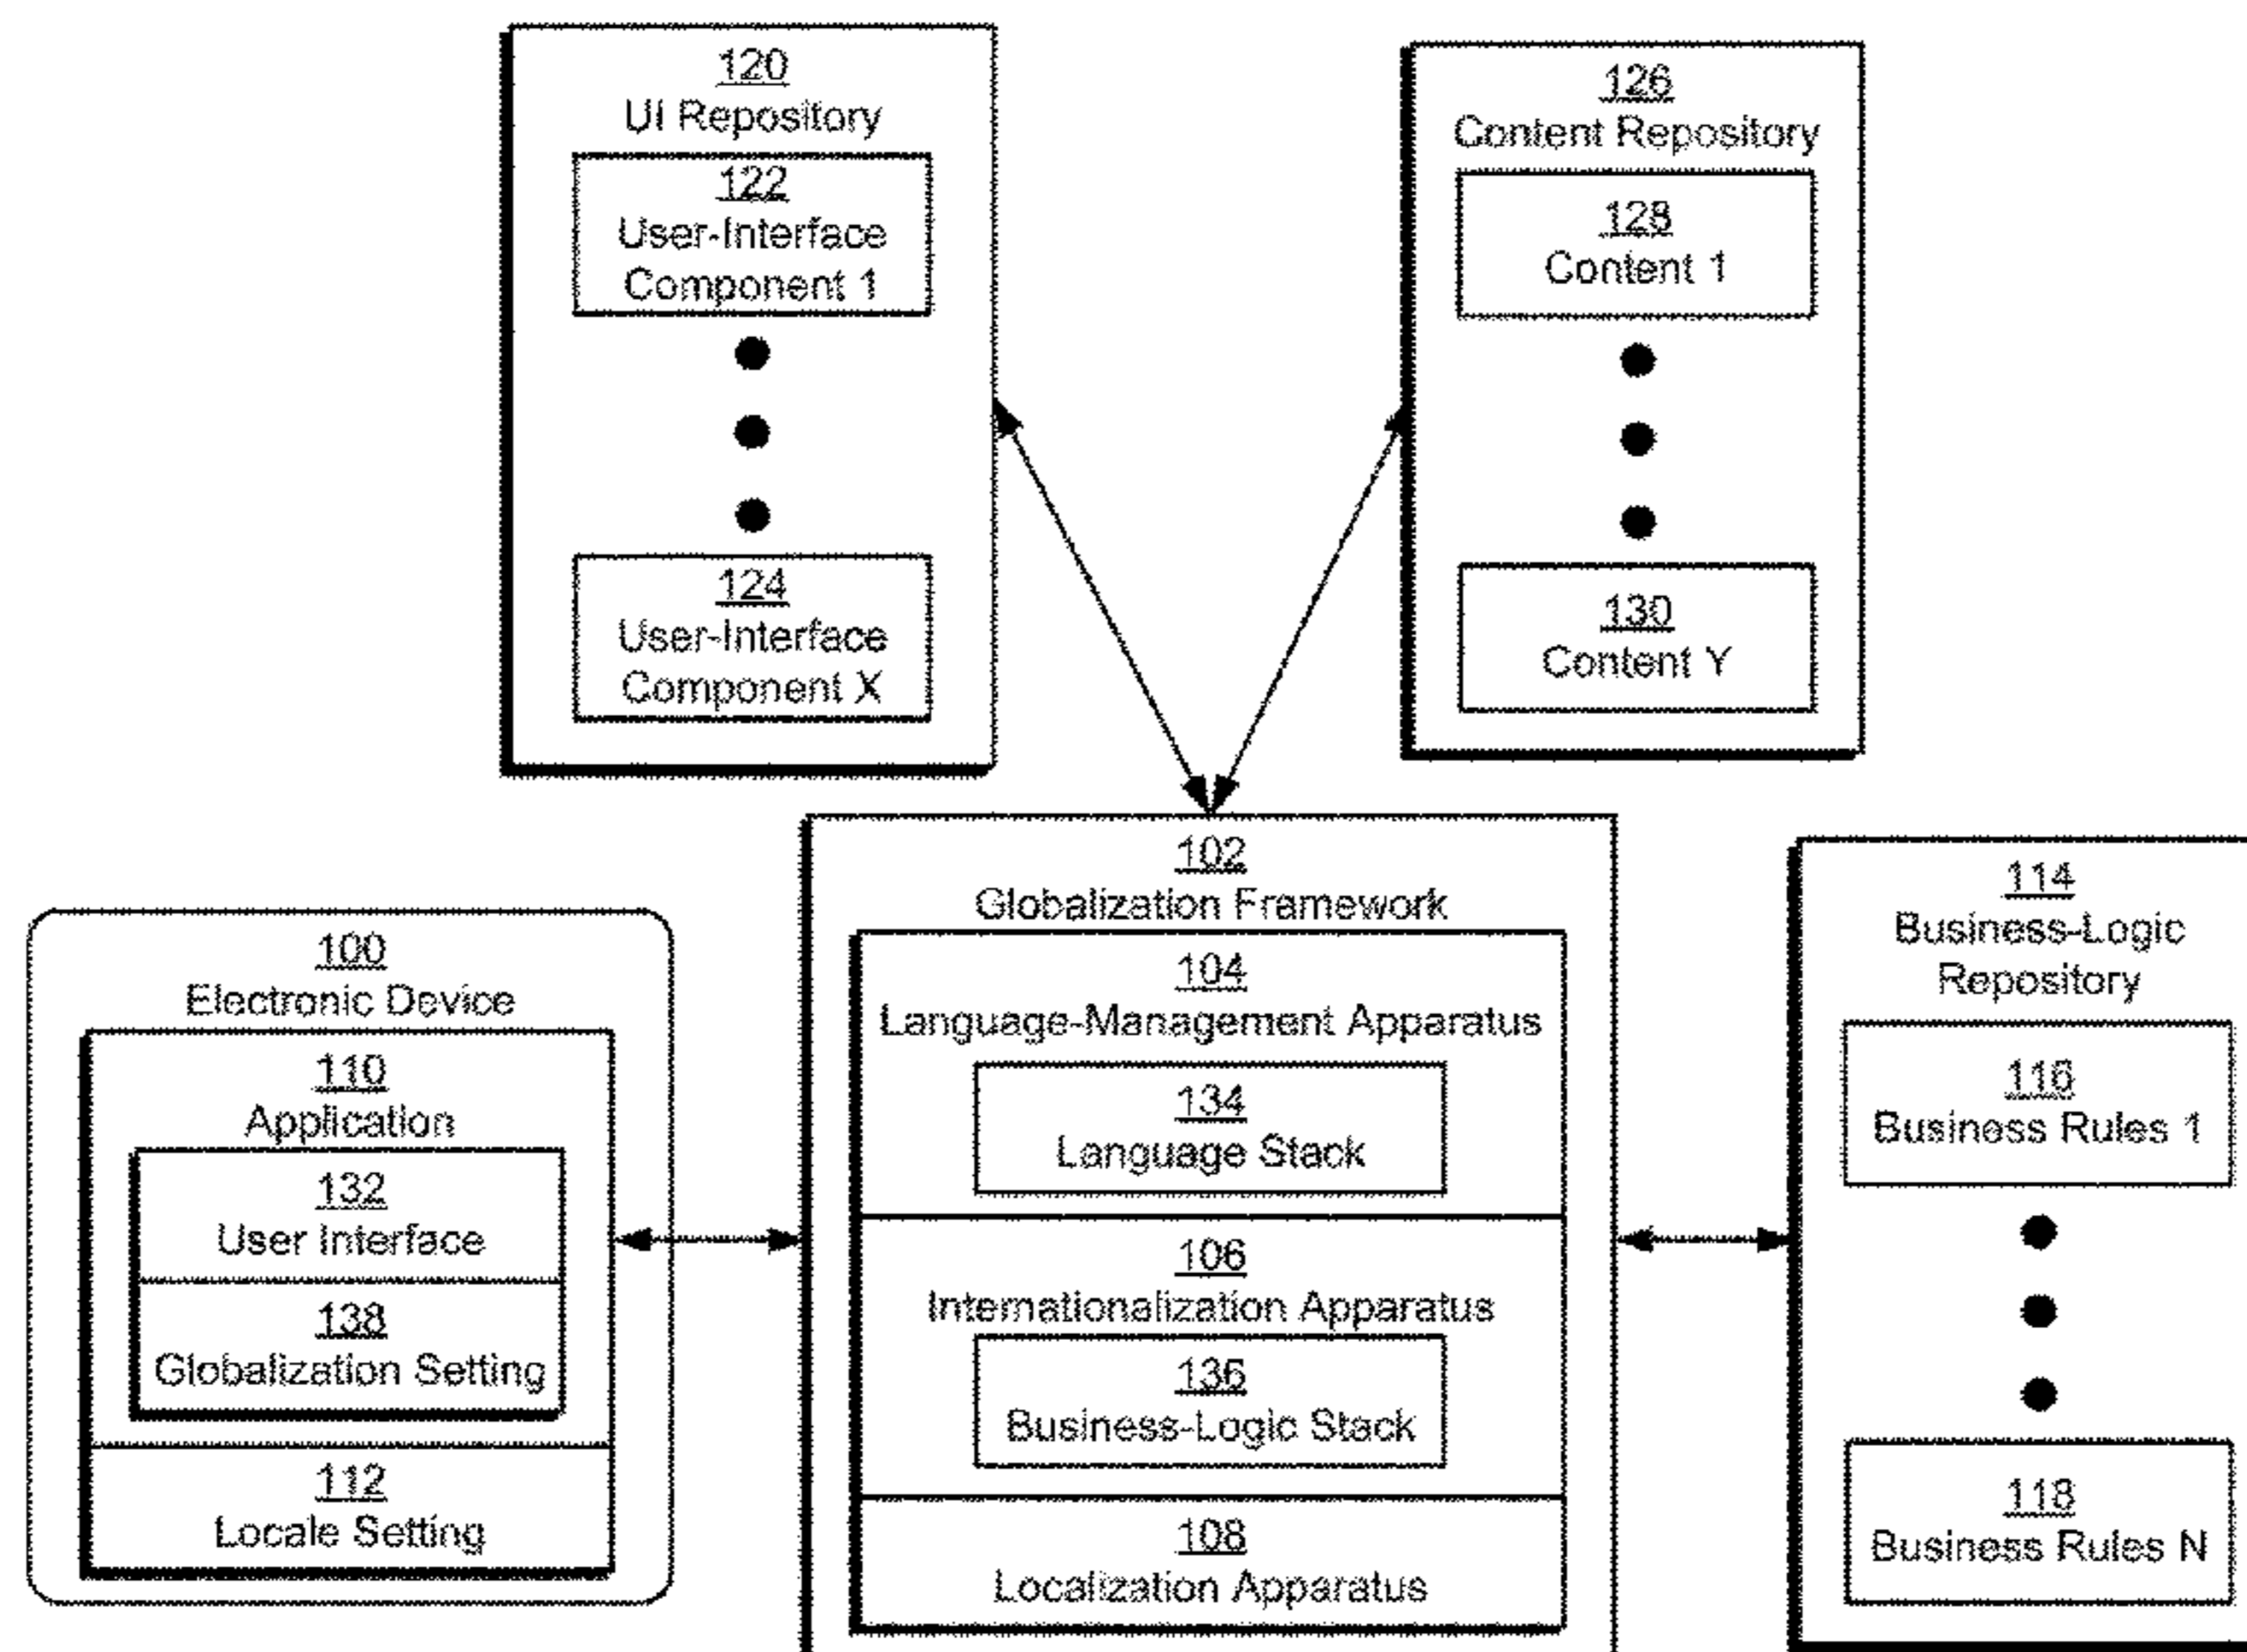 120
UI Repository
122
User-Interface
Component 1
124
User-Interface
Component X
126
Content Repository
128
Content 1
130
Content Y
100
Electronic Device
110
Application
132
User Interface
138
Globalization Setting
112
Locale Setting
102
Globalization Framework
104
Language-Management Apparatus
134
Language Stack
106
Internationalization Apparatus
136
Business-Logic Stack
108
Localization Apparatus
114
Business-Logic
Repository
116
Business Rules 1
118
Business Rules N